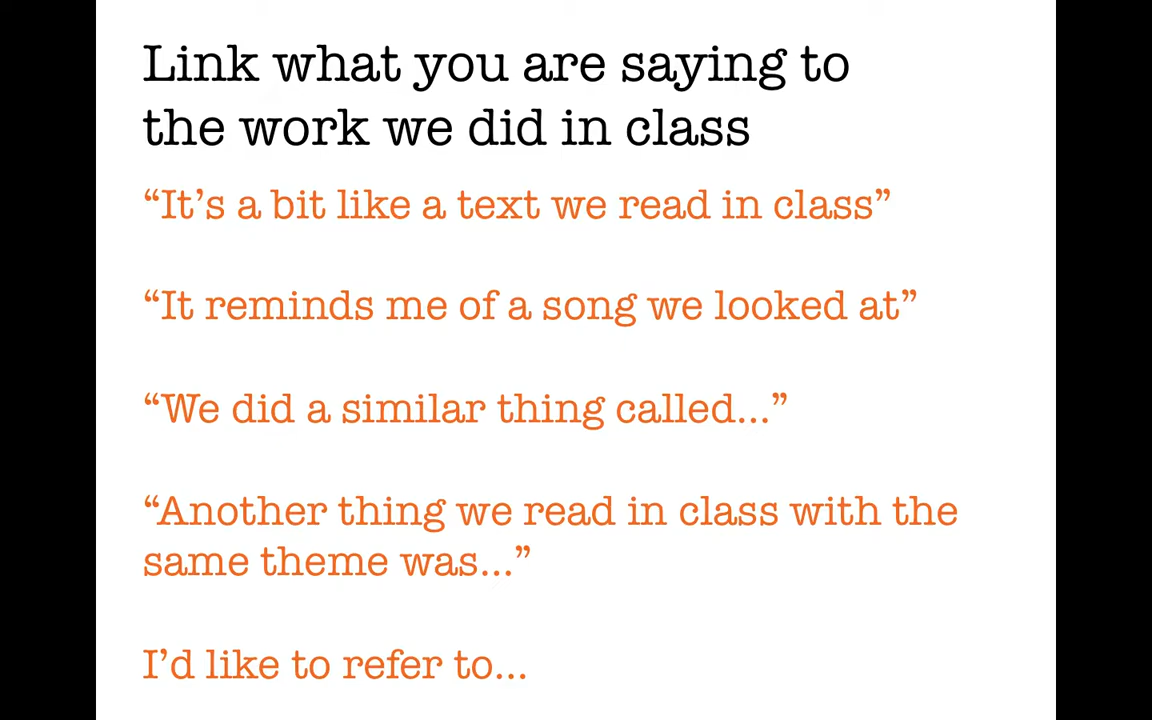 Link what you are saying to
the work we did in class
“It’s a bit like a text we read in class”
“It reminds me of a song we looked at”
“We did a similar thing called...”
“Another thing we read in class with the
same theme was...”
I’d like to refer to...